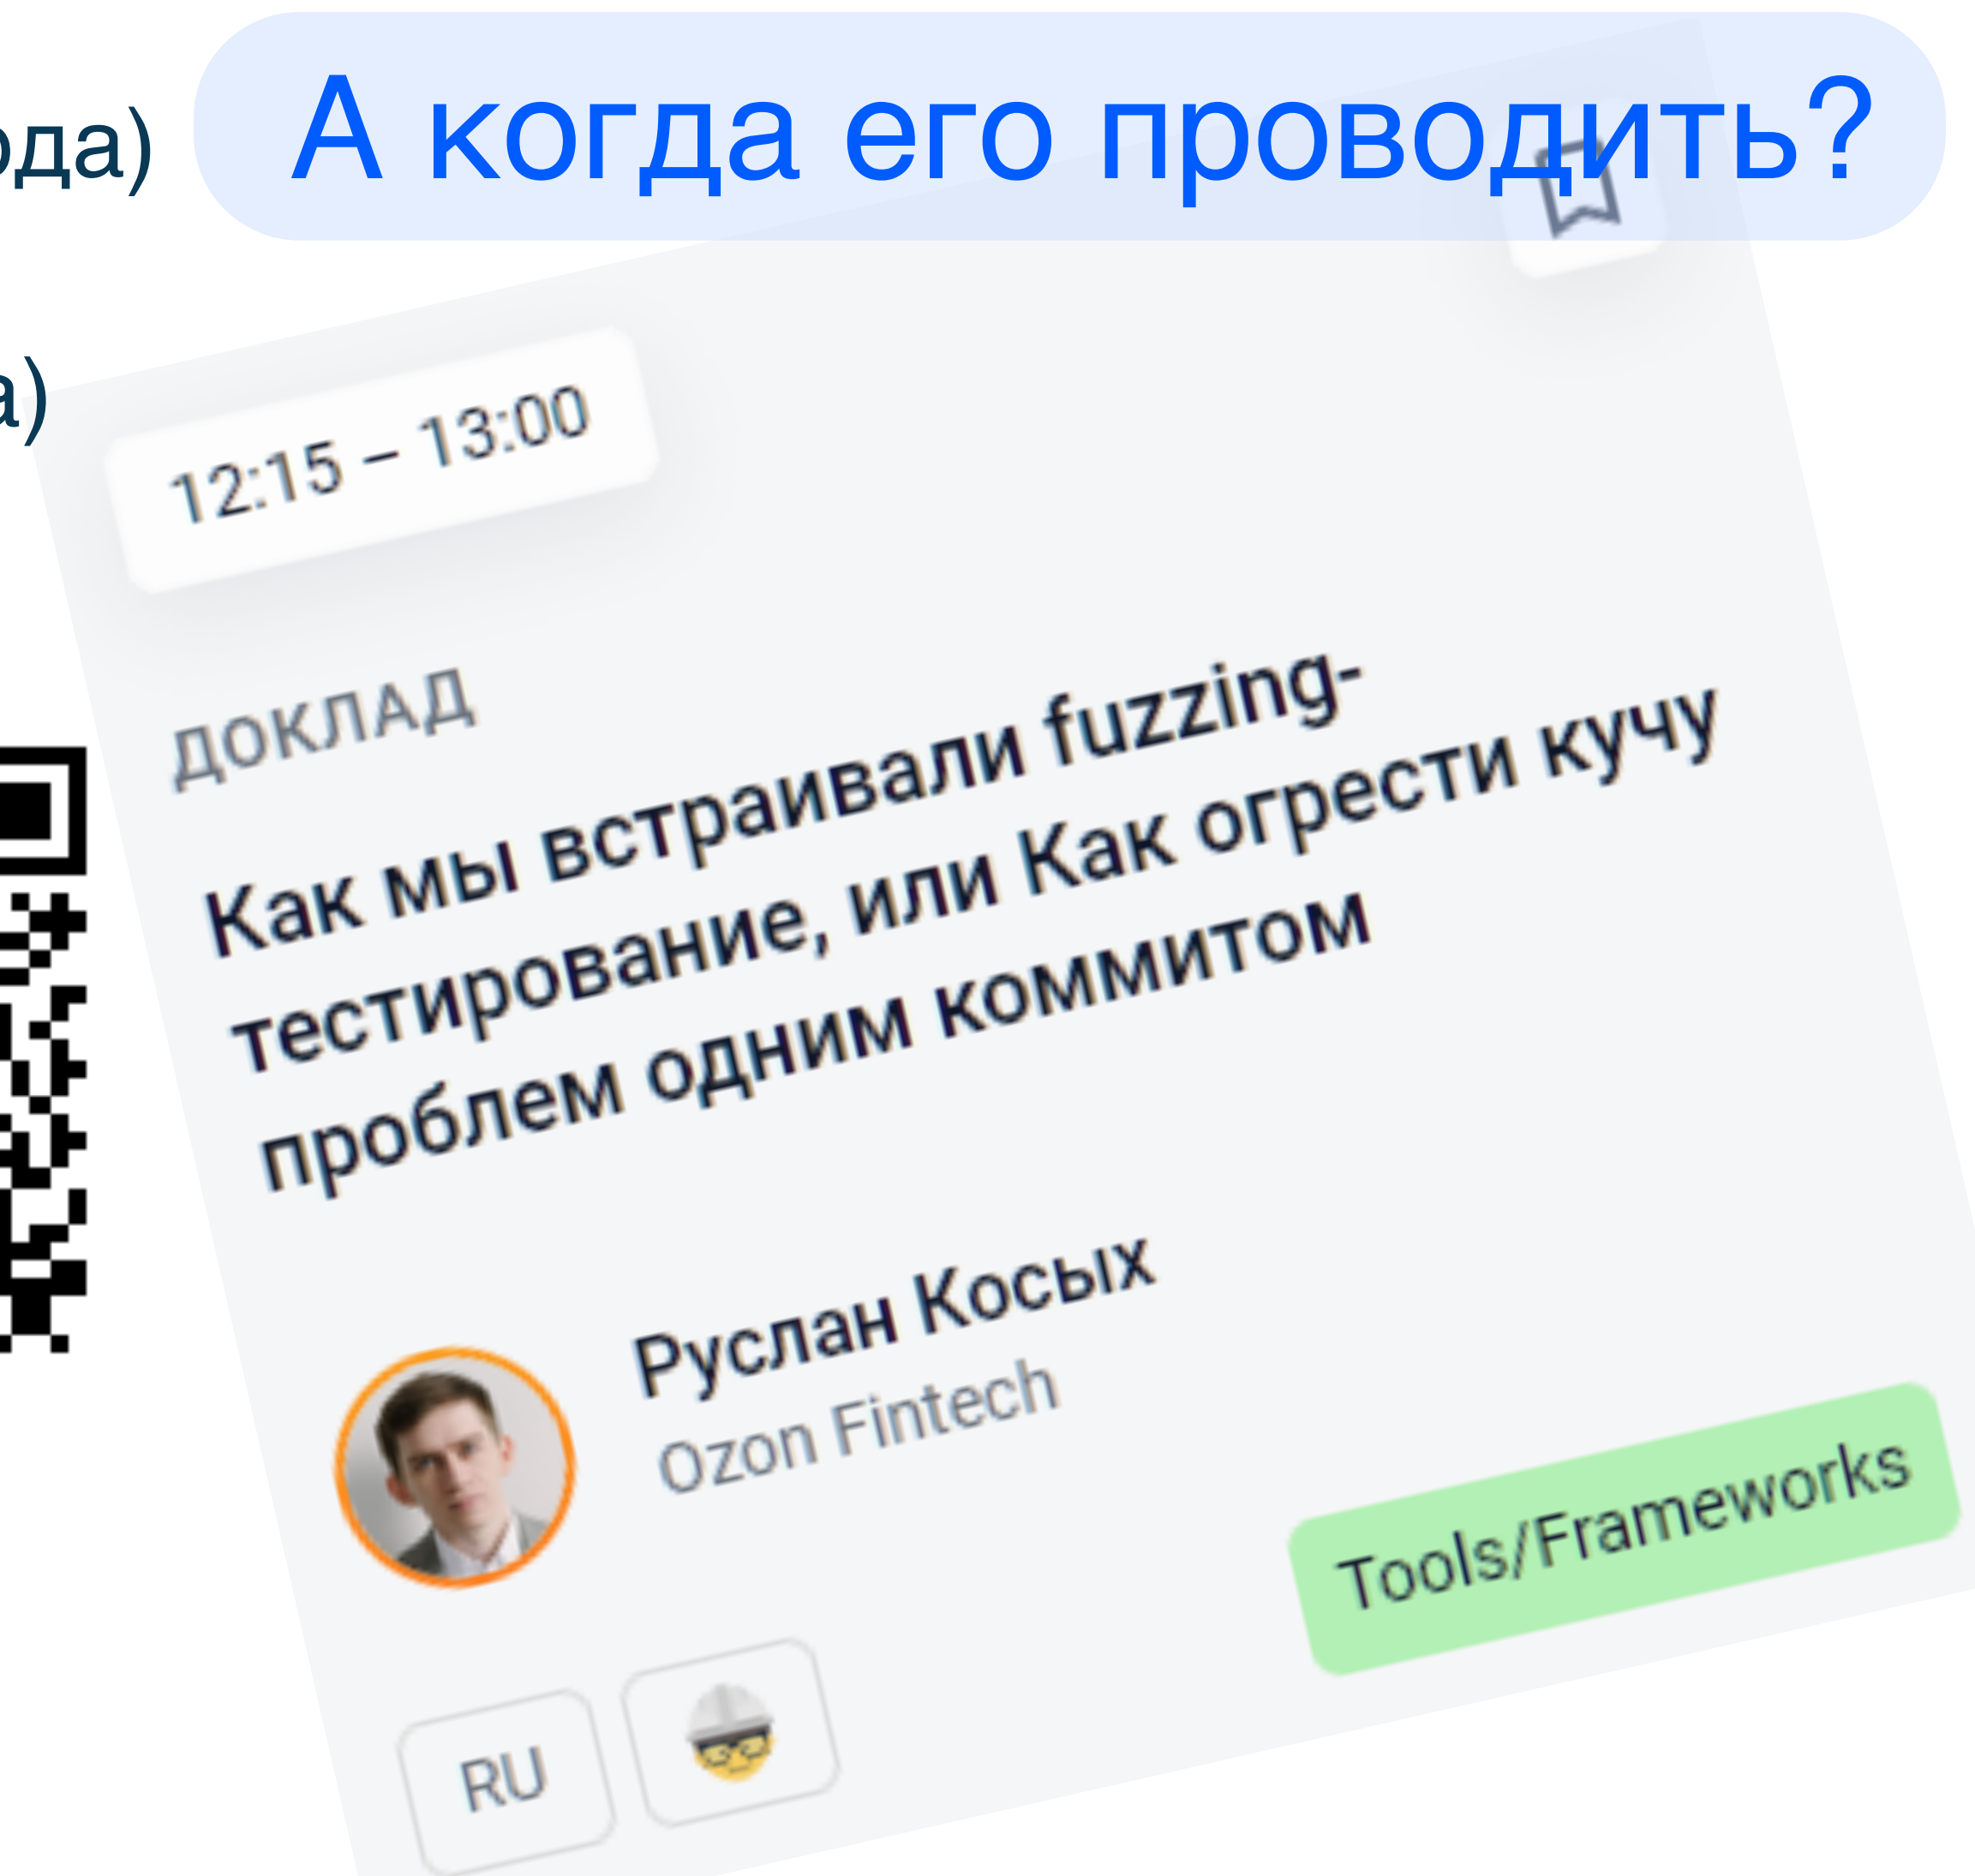 А когда его проводить?
12:15 – 13:00
ДОКЛАД
Как мы встраивали fuzzing-
тестирование, или Как огрести кучу
проблем одним коммитом
Руслан Косых
Ozon Fintech
Tools/Frameworks
RU